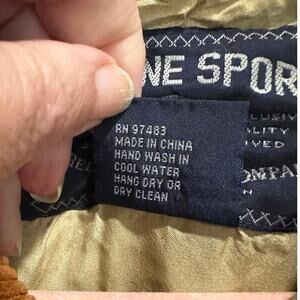 NE SPOR
RN 97483
MADE IN CHINA
HAND WASH IN
COOL WATER
HANG DRY OR
DRY CLEAN